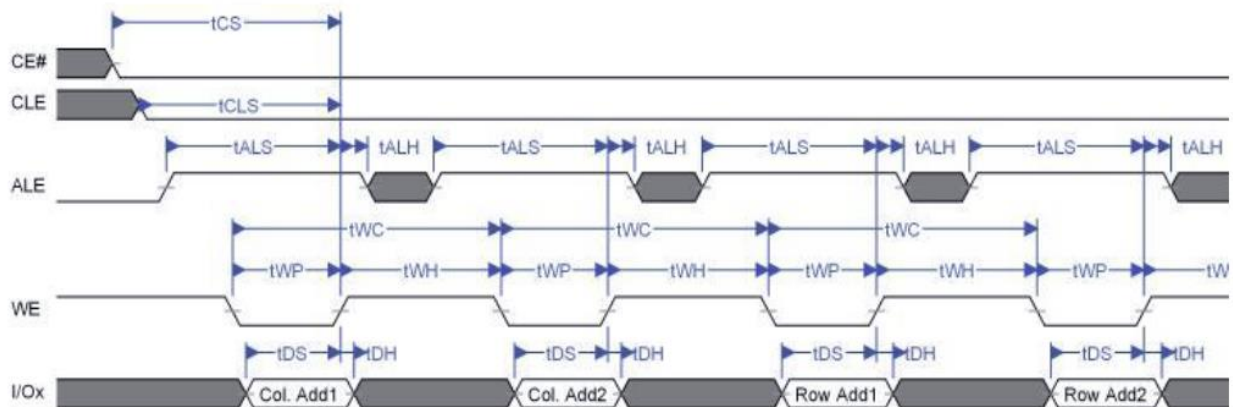 tCS
CE#
CLE
tCLS
tALS tALH tALS tALH tALS tALH tALS tALH
ALE
tWC tWC tWC
tWP tWH tWP tWH tWP tWH tWP tW
WE
tDS tDH tDS tDH tDS tDH tDS tDH
I/Ox Col. Add1 Col. Add2 Row Add1 Row Add2